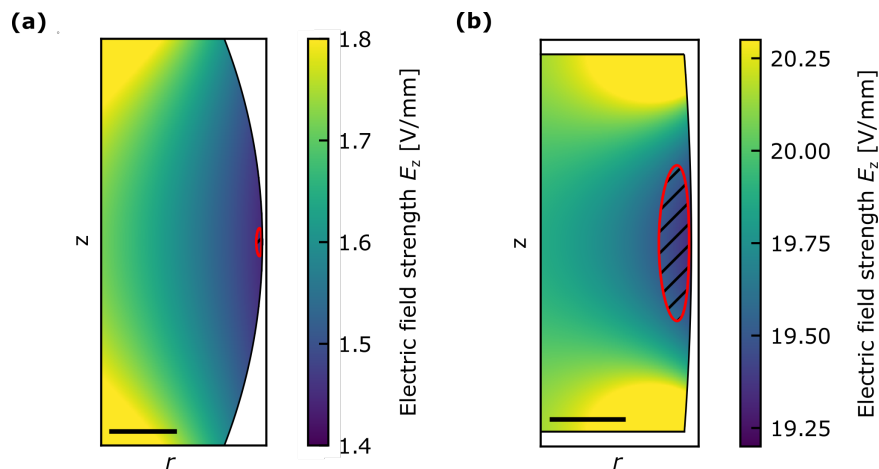 (a)
z
r
1.8
1.7
1.6
1.5
1.4
Electric field strength E_z [V/mm]
(b)
z
r
20.25
20.00
19.75
19.50
19.25
Electric field strength E_z [V/mm]